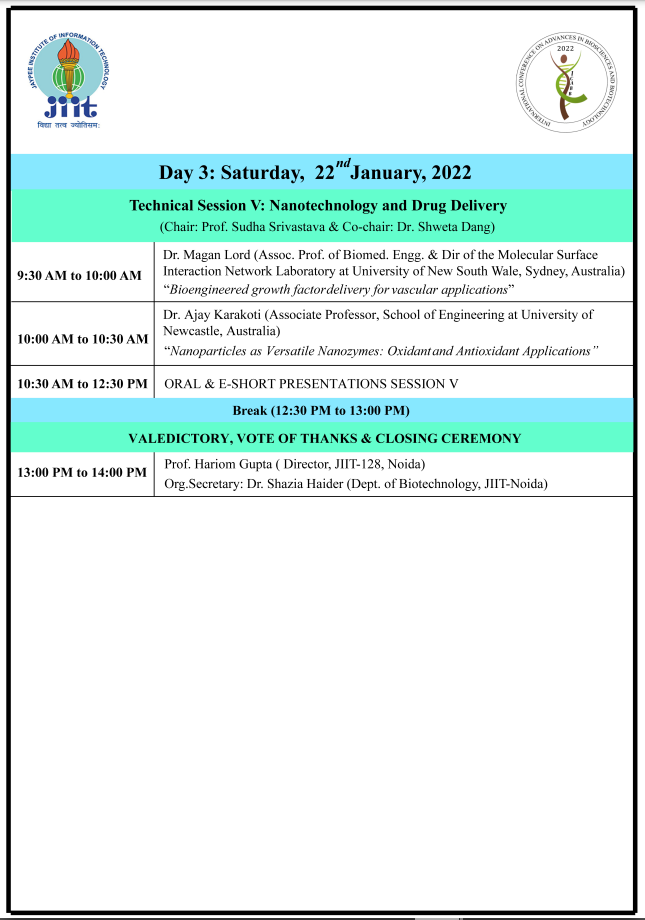 JAYPEE INSTITUTE OF INFORMATION TECHNOLOGY
jiit
विद्या तत्व ज्योतिसमः
INTERNATIONAL CONFERENCE ON ADVANCES IN BIOSCIENCES AND BIOTECHNOLOGY
2022
Day 3: Saturday, 22nd January, 2022
Technical Session V: Nanotechnology and Drug Delivery
(Chair: Prof. Sudha Srivastava & Co-chair: Dr. Shweta Dang)
9:30 AM to 10:00 AM
Dr. Magan Lord (Assoc. Prof. of Biomed. Engg. & Dir of the Molecular Surface
Interaction Network Laboratory at University of New South Wale, Sydney, Australia)
“Bioengineered growth factordelivery for vascular applications”
10:00 AM to 10:30 AM
Dr. Ajay Karakoti (Associate Professor, School of Engineering at University of
Newcastle, Australia)
“Nanoparticles as Versatile Nanozymes: Oxidantand Antioxidant Applications”
10:30 AM to 12:30 PM
ORAL & E-SHORT PRESENTATIONS SESSION V
Break (12:30 PM to 13:00 PM)
VALEDICTORY, VOTE OF THANKS & CLOSING CEREMONY
13:00 PM to 14:00 PM
Prof. Hariom Gupta ( Director, JIIT-128, Noida)
Org.Secretary: Dr. Shazia Haider (Dept. of Biotechnology, JIIT-Noida)